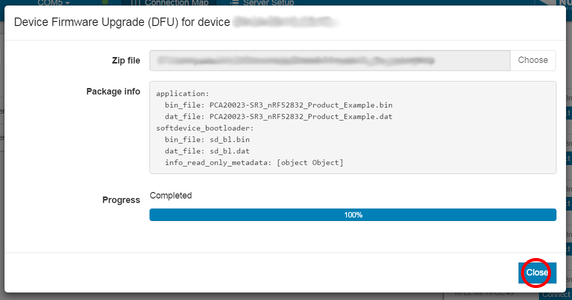 COM5
Connection Map
Server Setup
Device Firmware Upgrade (DFU) for device
Zip file
Choose
Package info
application:
bin_file: PCA20023-SR3_nRF52832_Product_Example.bin
dat_file: PCA20023-SR3_nRF52832_Product_Example.dat
softdevice_bootloader:
bin_file: sd_bl.bin
dat_file: sd_bl.dat
info_read_only_metadata: [object Object]
Progress
Completed
100%
Close
Connect